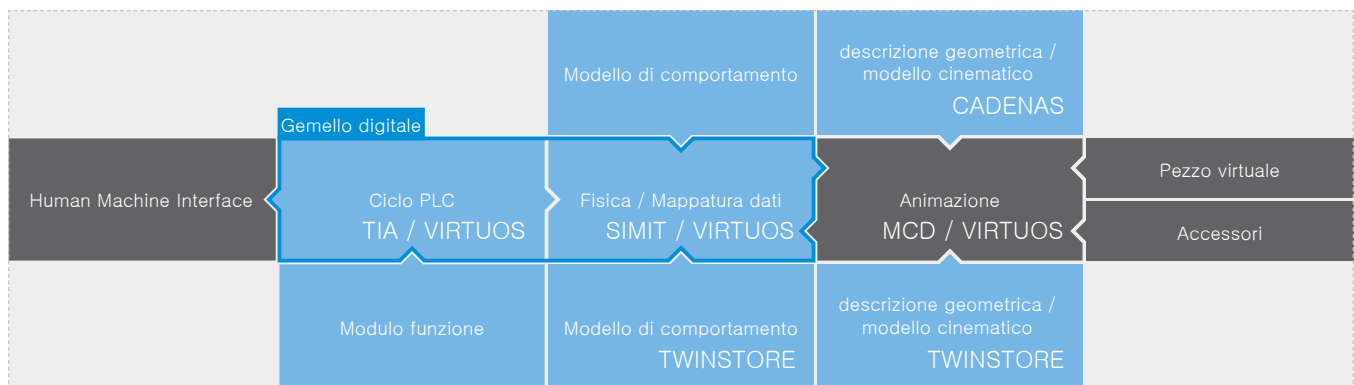 Modello di comportamento
descrizione geometrica /
modello cinematico
CADENAS
Gemello digitale
Human Machine Interface
Ciclo PLC
TIA / VIRTUOS
Fisica / Mappatura dati
SIMIT / VIRTUOS
Animazione
MCD / VIRTUOS
Pezzo virtuale
Accessori
Modulo funzione
Modello di comportamento
TWINSTORE
descrizione geometrica /
modello cinematico
TWINSTORE